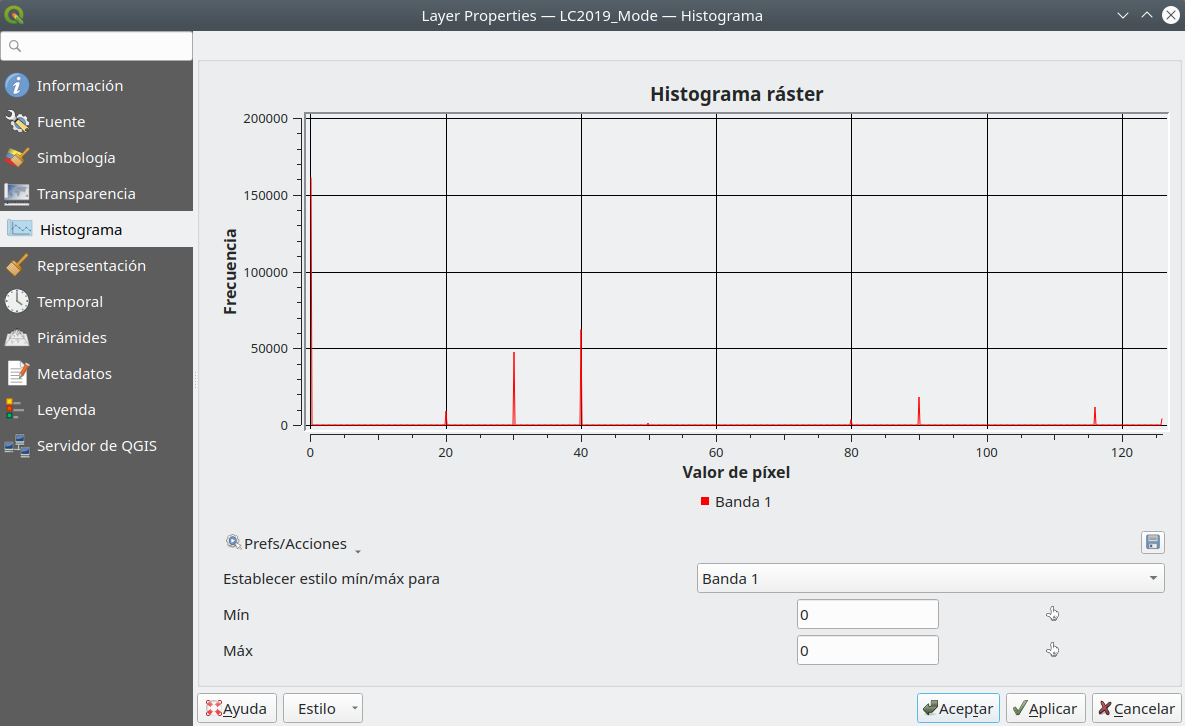 Layer Properties — LC2019_Mode — Histograma
Información
Fuente
Simbología
Transparencia
Histograma
Representación
Temporal
Pirámides
Metadatos
Leyenda
Servidor de QGIS
Histograma ráster
Frecuencia
200000
150000
100000
50000
0
0 20 40 60 80 100 120
Valor de píxel
Banda 1
Prefs/Acciones
Establecer estilo mín/máx para Banda 1
Mín 0
Máx 0
Ayuda Estilo Aceptar Aplicar Cancelar